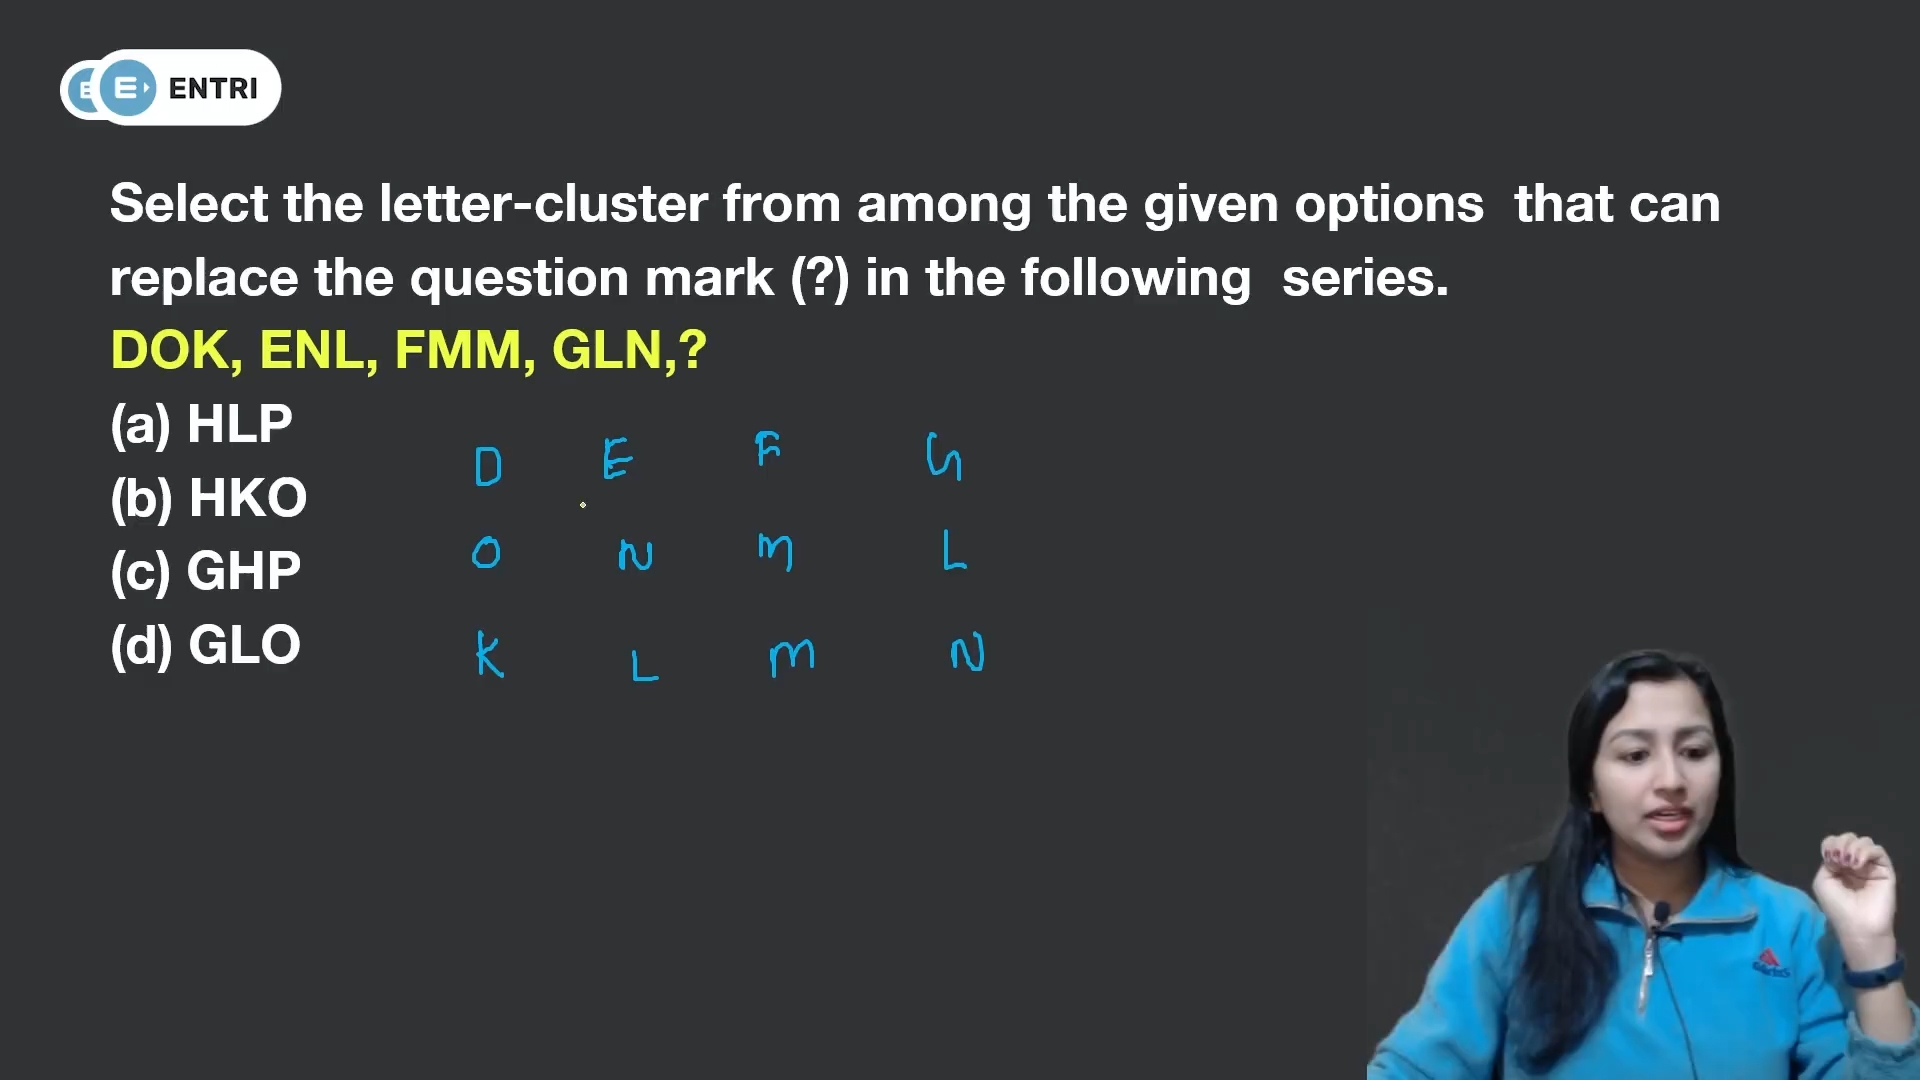 ENTRI
Select the letter-cluster from among the given options that can
replace the question mark (?) in the following series.
DOK, ENL, FMM, GLN,?
(a) HLP
(b) HKO
(c) GHP
(d) GLO
D E F G
O N M L
K L M N